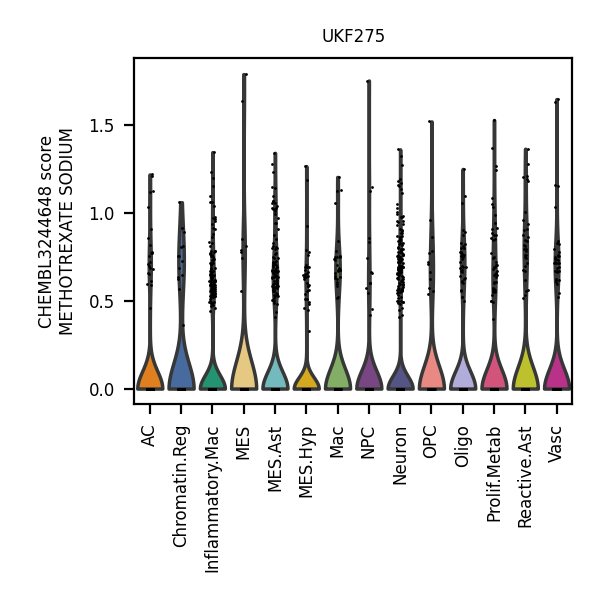 UKF275
CHEMBL3244648 score
METHOTREXATE SODIUM
1.5
1.0
0.5
0.0
AC
Chromatin.Reg
Inflammatory.Mac
MES
MES.Ast
MES.Hyp
Mac
NPC
Neuron
OPC
Oligo
Prolif.Metab
Reactive.Ast
Vasc